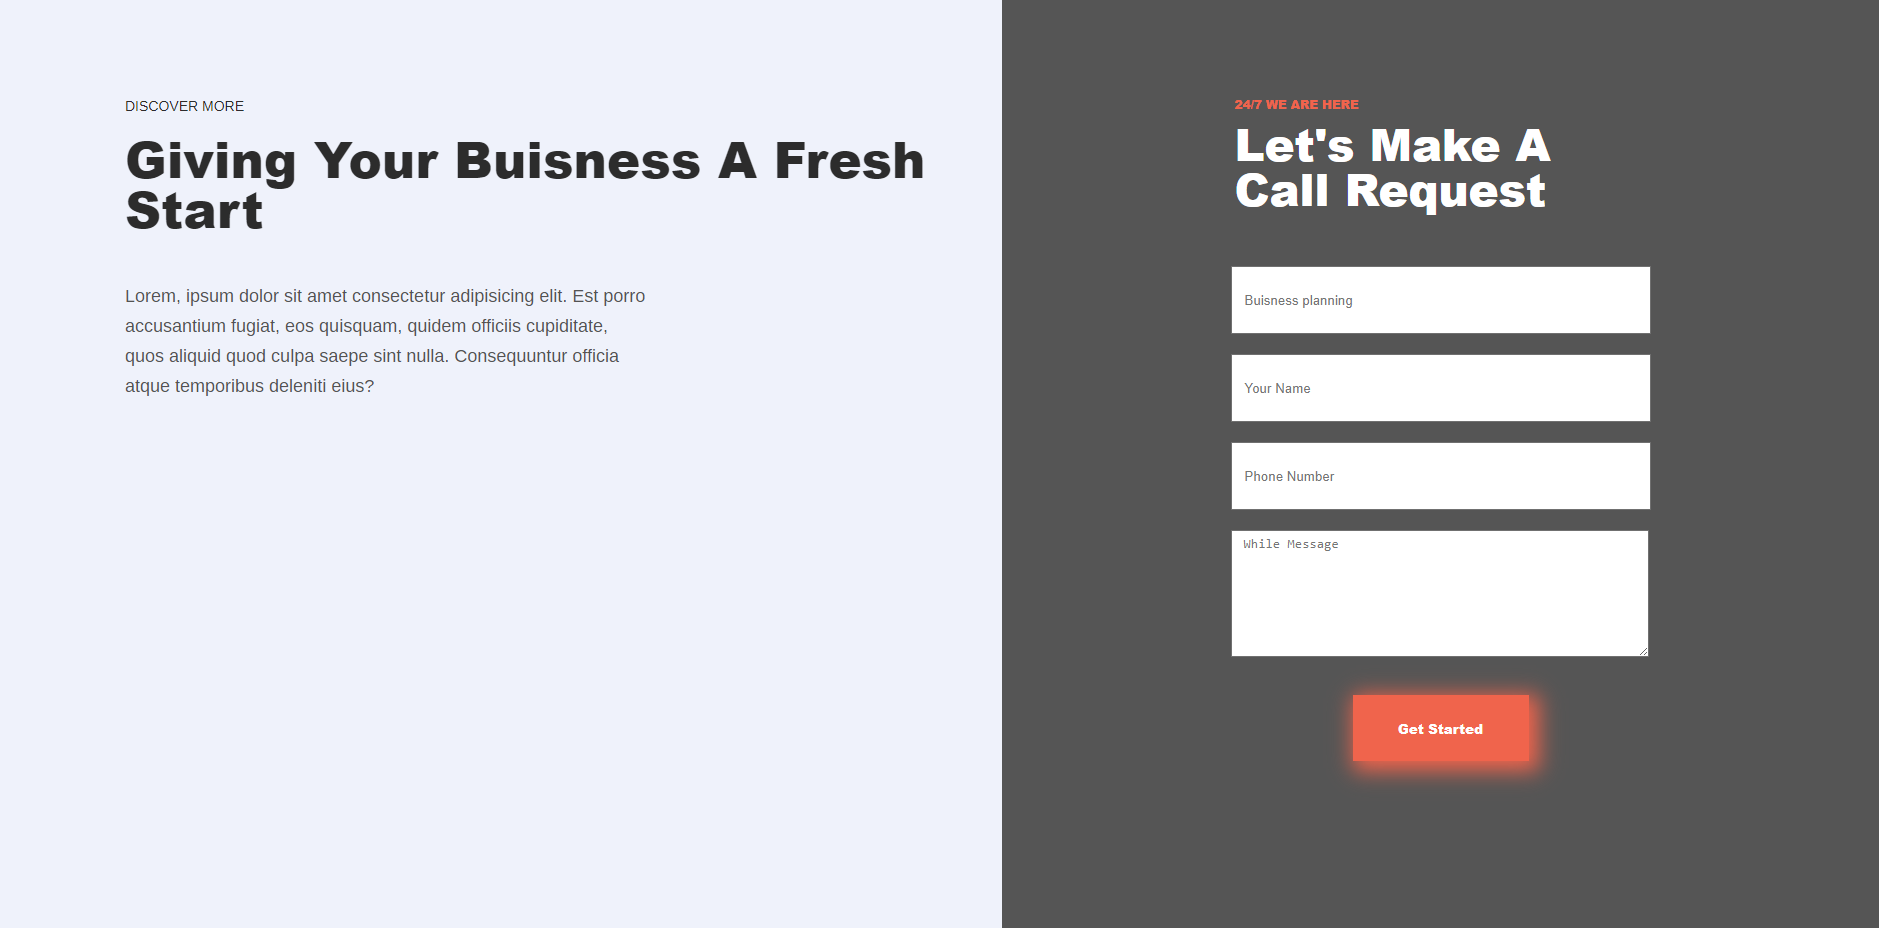 DISCOVER MORE
Giving Your Buisness A Fresh
Start
Lorem, ipsum dolor sit amet consectetur adipisicing elit. Est porro
accusantium fugiat, eos quisquam, quidem officiis cupiditate,
quos aliquid quod culpa saepe sint nulla. Consequuntur officia
atque temporibus deleniti eius?
24/7 WE ARE HERE
Let's Make A
Call Request
Buisness planning
Your Name
Phone Number
While Message
Get Started